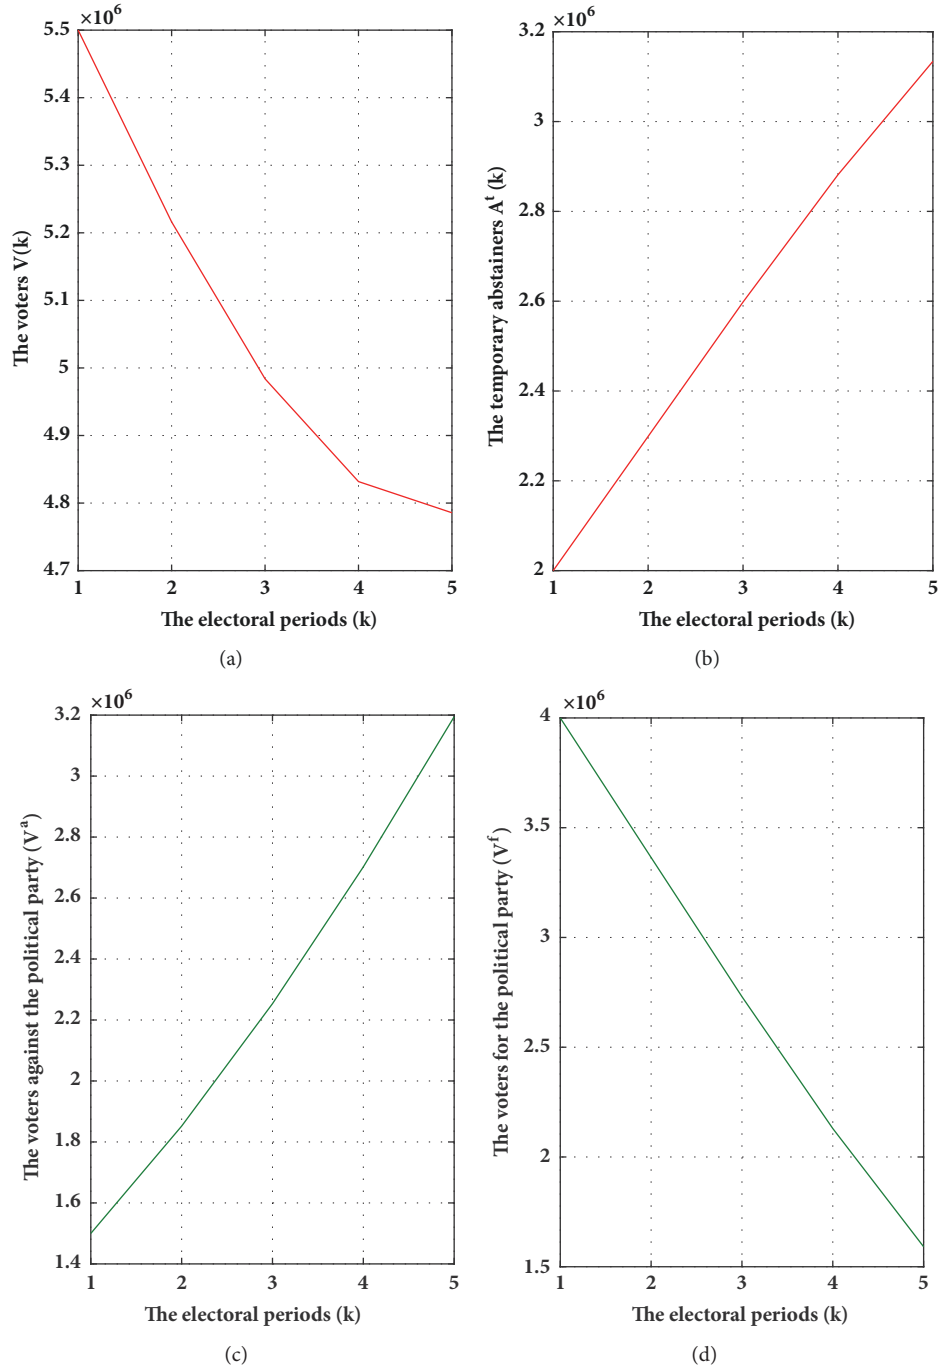 ×10⁶
5.5
5.4
5.3
5.2
5.1
5
4.9
4.8
4.7
The voters V(k)
1 2 3 4 5
The electoral periods (k)
(a)
×10⁶
3.2
3
2.8
2.6
2.4
2.2
2
The temporary abstainers Aᵗ (k)
1 2 3 4 5
The electoral periods (k)
(b)
×10⁶
3.2
3
2.8
2.6
2.4
2.2
2
1.8
1.6
1.4
The voters against the political party (Vᵃ)
1 2 3 4 5
The electoral periods (k)
(c)
×10⁶
4
3.5
3
2.5
2
1.5
The voters for the political party (Vᶠ)
1 2 3 4 5
The electoral periods (k)
(d)